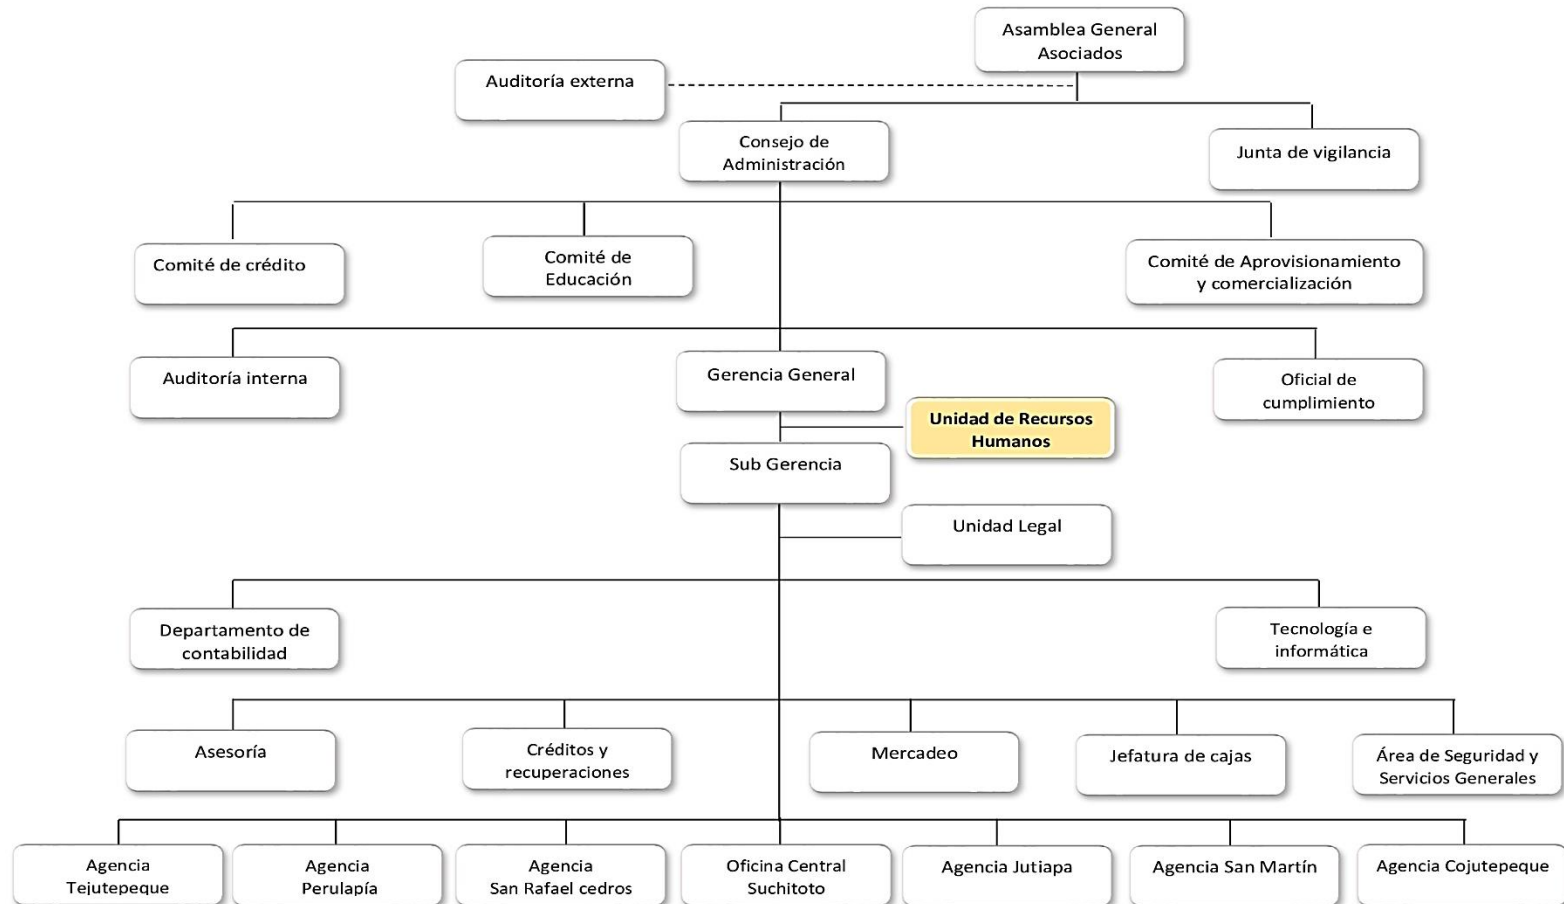 Asamblea General
Asociados
Auditoría externa
Consejo de
Administración
Junta de vigilancia
Comité de crédito
Comité de
Educación
Comité de Aprovisionamiento
y comercialización
Auditoría interna
Gerencia General
Oficial de
cumplimiento
Unidad de Recursos
Humanos
Sub Gerencia
Unidad Legal
Departamento de
contabilidad
Tecnología e
informática
Asesoría
Créditos y
recuperaciones
Mercadeo
Jefatura de cajas
Área de Seguridad y
Servicios Generales
Agencia
Tejutepeque
Agencia
Perulapía
Agencia
San Rafael cedros
Oficina Central
Suchitoto
Agencia Jutiapa
Agencia San Martín
Agencia Cojutepeque